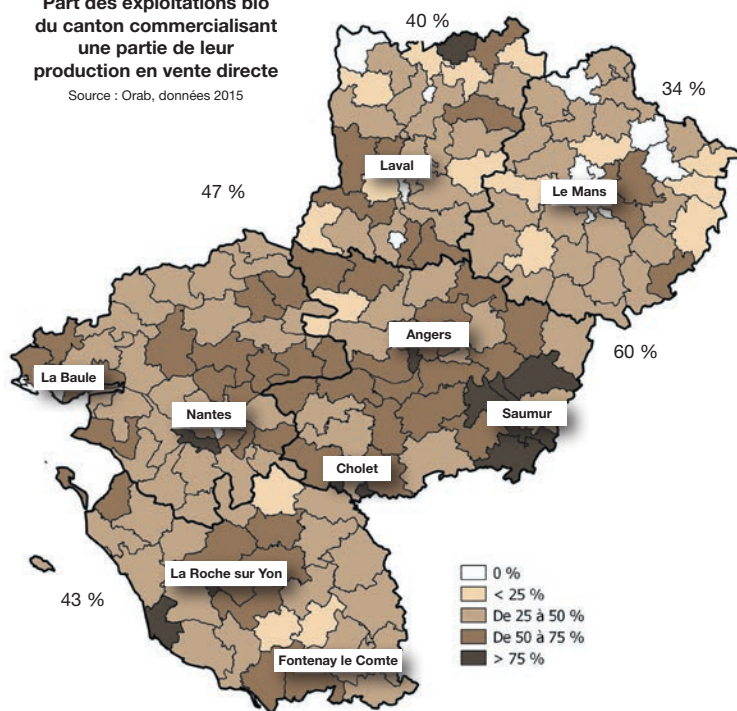 Part des exploitations bio
du canton commercialisant
une partie de leur
production en vente directe
Source : Orab, données 2015
40 %
34 %
47 %
Laval
Le Mans
60 %
Angers
La Baule
Nantes
Saumur
Cholet
La Roche sur Yon
43 %
Fontenay le Comte
0 %
< 25 %
De 25 à 50 %
De 50 à 75 %
> 75 %